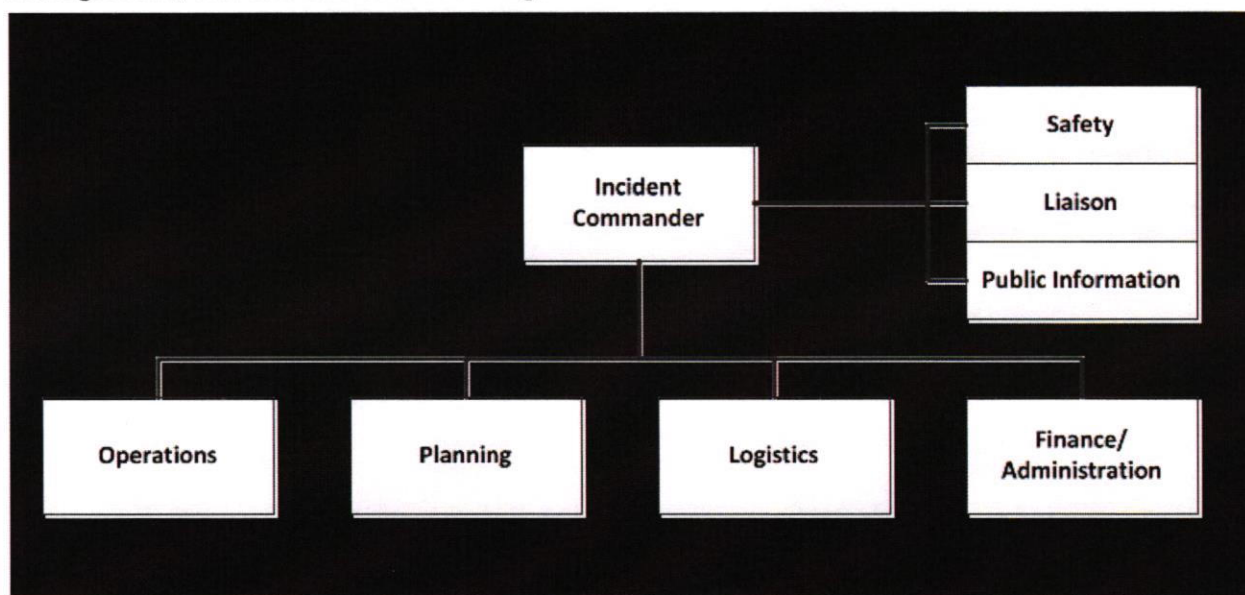 Incident
Commander
Safety
Liaison
Public Information
Operations
Planning
Logistics
Finance/
Administration